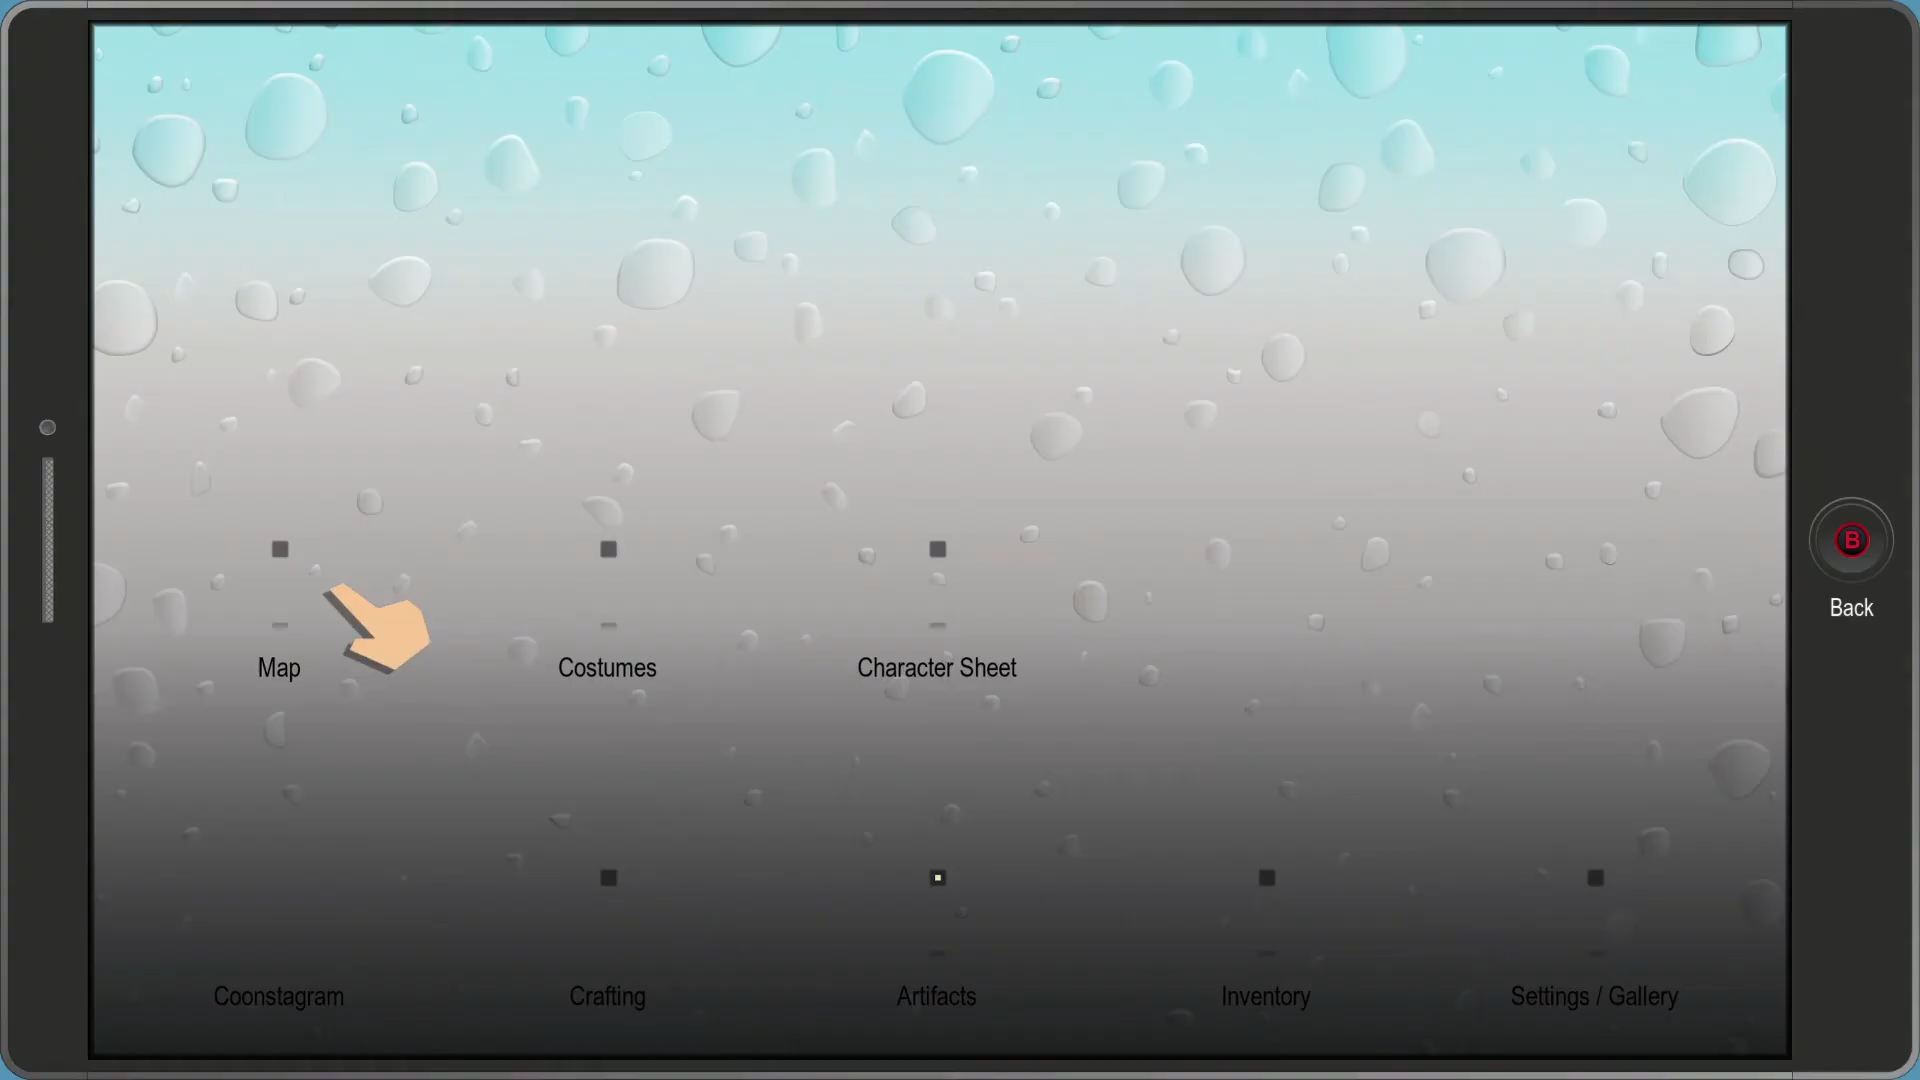 B
Back
Map
Costumes
Character Sheet
Coonstagram
Crafting
Artifacts
Inventory
Settings / Gallery